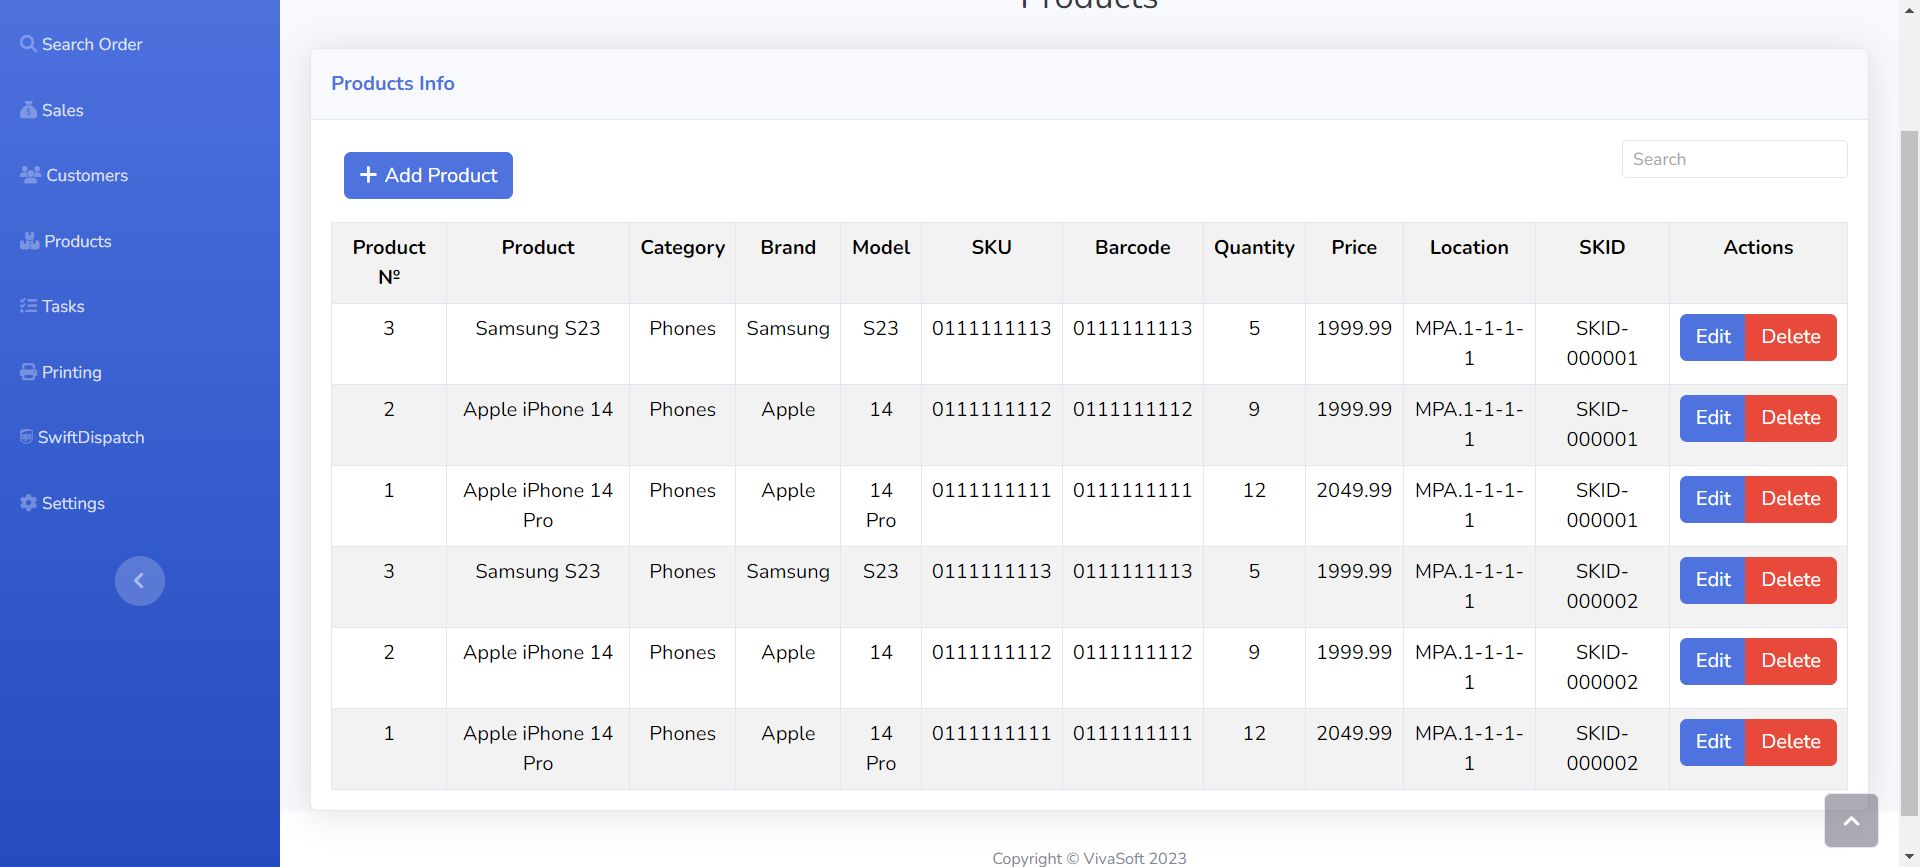 Products
Search Order
Sales
Customers
Products
Tasks
Printing
SwiftDispatch
Settings
Products Info
Add Product
Search
Product № Product Category Brand Model SKU Barcode Quantity Price Location SKID Actions
3 Samsung S23 Phones Samsung S23 0111111113 0111111113 5 1999.99 MPA.1-1-1-1 SKID-000001 Edit Delete
2 Apple iPhone 14 Phones Apple 14 0111111112 0111111112 9 1999.99 MPA.1-1-1-1 SKID-000001 Edit Delete
1 Apple iPhone 14 Pro Phones Apple 14 Pro 0111111111 0111111111 12 2049.99 MPA.1-1-1-1 SKID-000001 Edit Delete
3 Samsung S23 Phones Samsung S23 0111111113 0111111113 5 1999.99 MPA.1-1-1-1 SKID-000002 Edit Delete
2 Apple iPhone 14 Phones Apple 14 0111111112 0111111112 9 1999.99 MPA.1-1-1-1 SKID-000002 Edit Delete
1 Apple iPhone 14 Pro Phones Apple 14 Pro 0111111111 0111111111 12 2049.99 MPA.1-1-1-1 SKID-000002 Edit Delete
Copyright © VivaSoft 2023